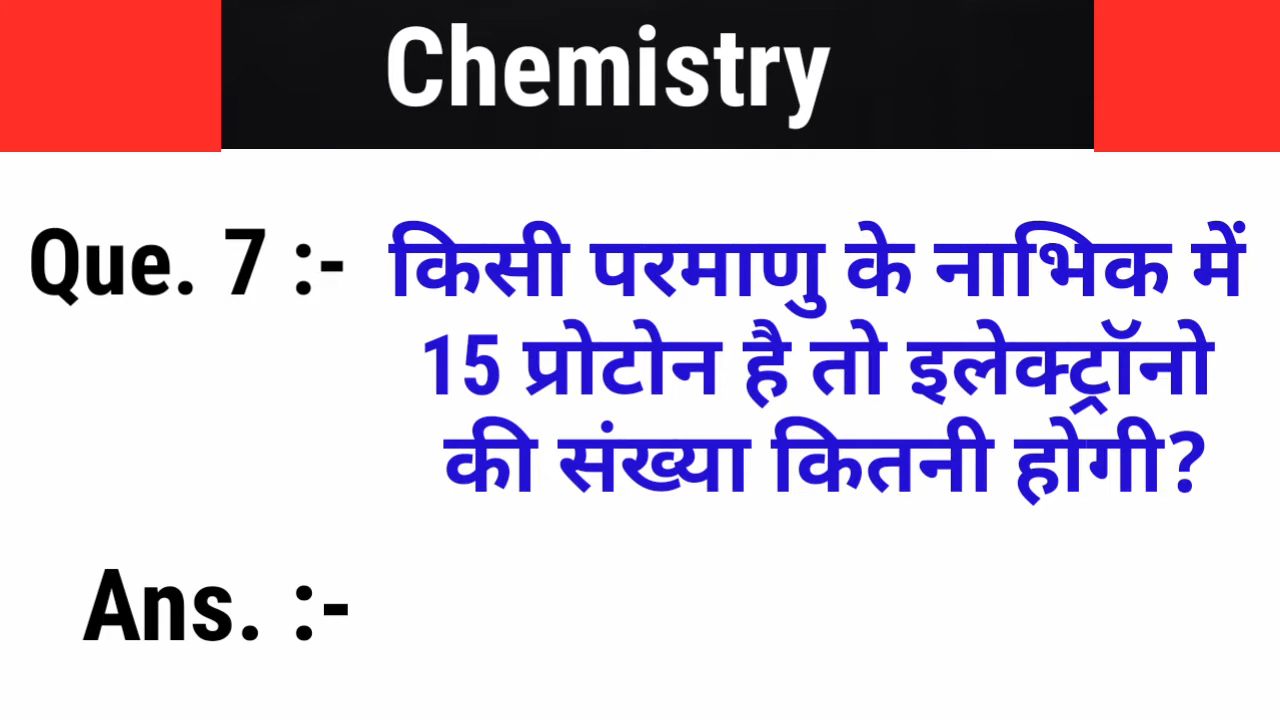 Chemistry
Que. 7 :- किसी परमाणु के नाभिक में
15 प्रोटोन है तो इलेक्ट्रॉनो
की संख्या कितनी होगी?
Ans. :-